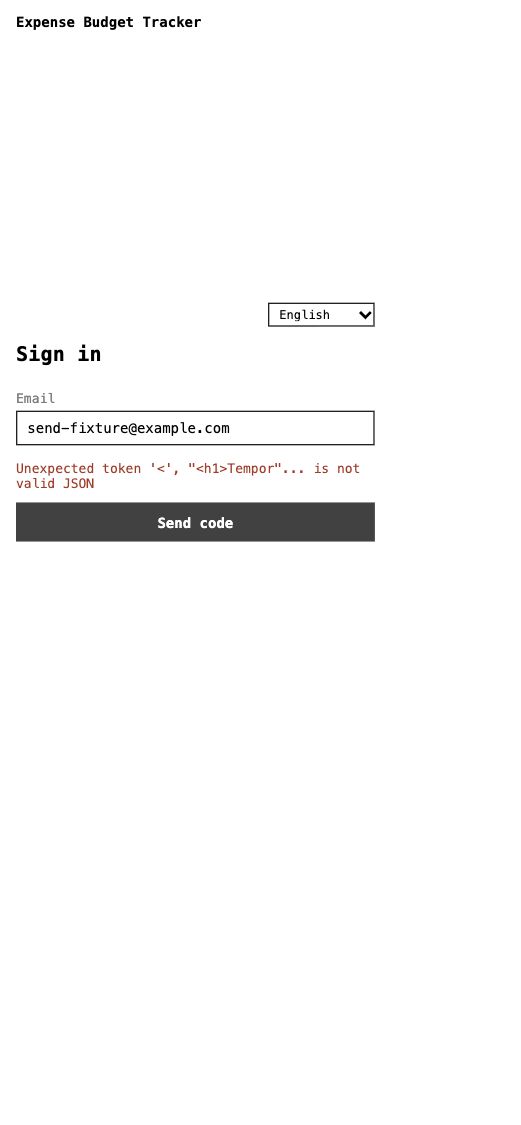 Expense Budget Tracker
English
Sign in
Email
send-fixture@example.com
Unexpected token '<', "<h1>Tempor"... is not
valid JSON
Send code